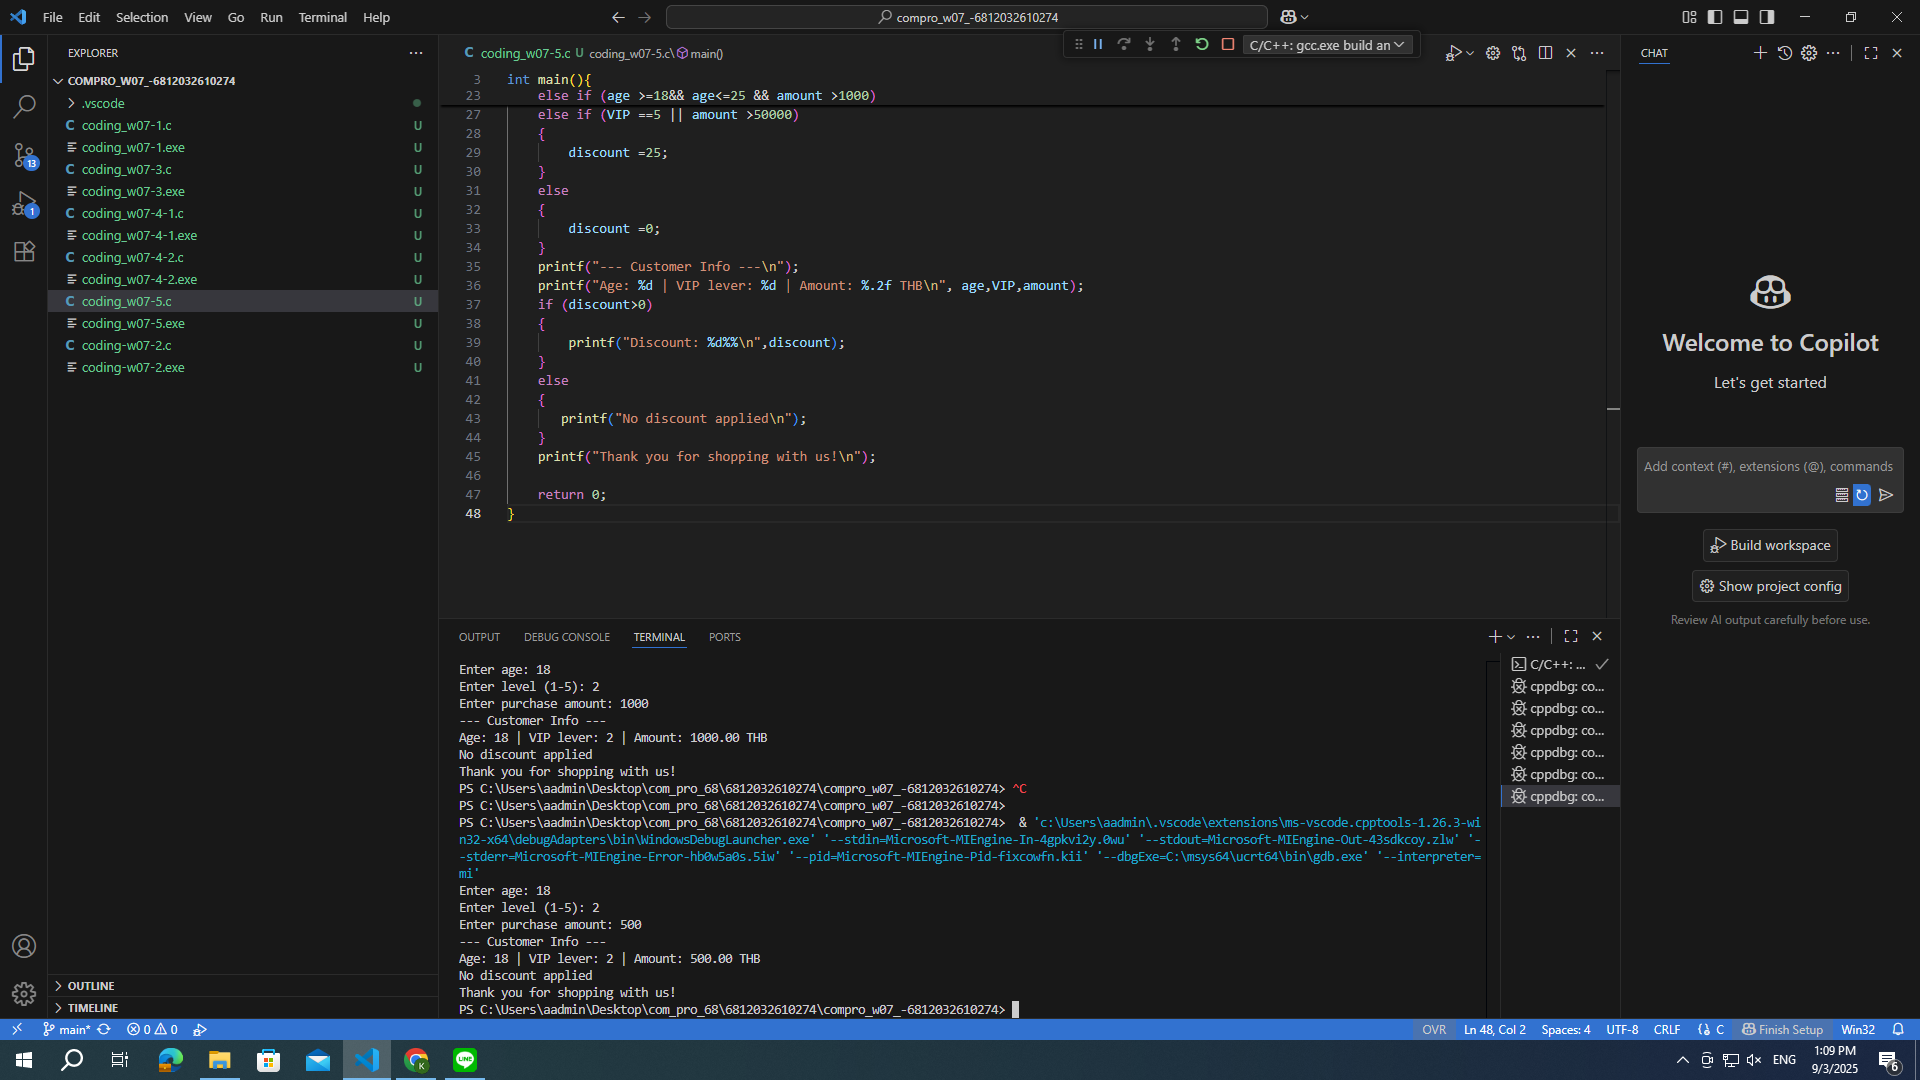 File Edit Selection View Go Run Terminal Help
compro_w07_-6812032610274
EXPLORER
COMPRO_W07_-6812032610274
.vscode
coding_w07-1.c U
coding_w07-1.exe U
coding_w07-3.c U
coding_w07-3.exe U
coding_w07-4-1.c U
coding_w07-4-1.exe U
coding_w07-4-2.c U
coding_w07-4-2.exe U
coding_w07-5.c U
coding_w07-5.exe U
coding-w07-2.c U
coding-w07-2.exe U
13
1
OUTLINE
TIMELINE
C coding_w07-5.c U coding_w07-5.c\ main()
C/C++: gcc.exe build an
3 int main(){
23 else if (age >=18&& age<=25 && amount >1000)
27 else if (VIP ==5 || amount >50000)
28 {
29 discount =25;
30 }
31 else
32 {
33 discount =0;
34 }
35 printf("--- Customer Info ---\n");
36 printf("Age: %d | VIP lever: %d | Amount: %.2f THB\n", age,VIP,amount);
37 if (discount>0)
38 {
39 printf("Discount: %d%%\n",discount);
40 }
41 else
42 {
43 printf("No discount applied\n");
44 }
45 printf("Thank you for shopping with us!\n");
46
47 return 0;
48 }
OUTPUT DEBUG CONSOLE TERMINAL PORTS
Enter age: 18
Enter level (1-5): 2
Enter purchase amount: 1000
--- Customer Info ---
Age: 18 | VIP lever: 2 | Amount: 1000.00 THB
No discount applied
Thank you for shopping with us!
PS C:\Users\aadmin\Desktop\com_pro_68\6812032610274\compro_w07_-6812032610274> ^C
PS C:\Users\aadmin\Desktop\com_pro_68\6812032610274\compro_w07_-6812032610274>
PS C:\Users\aadmin\Desktop\com_pro_68\6812032610274\compro_w07_-6812032610274> & 'c:\Users\aadmin\.vscode\extensions\ms-vscode.cpptools-1.26.3-wi
n32-x64\debugAdapters\bin\WindowsDebugLauncher.exe' '--stdin=Microsoft-MIEngine-In-4gpkvi2y.0wu' '--stdout=Microsoft-MIEngine-Out-43sdkcoy.zlw' '-
-stderr=Microsoft-MIEngine-Error-hb0w5a0s.5iw' '--pid=Microsoft-MIEngine-Pid-fixcowfn.kii' '--dbgExe=C:\msys64\ucrt64\bin\gdb.exe' '--interpreter=
mi'
Enter age: 18
Enter level (1-5): 2
Enter purchase amount: 500
--- Customer Info ---
Age: 18 | VIP lever: 2 | Amount: 500.00 THB
No discount applied
Thank you for shopping with us!
PS C:\Users\aadmin\Desktop\com_pro_68\6812032610274\compro_w07_-6812032610274>
C/C++: ...
cppdbg: co...
cppdbg: co...
cppdbg: co...
cppdbg: co...
cppdbg: co...
cppdbg: co...
CHAT
Welcome to Copilot
Let's get started
Add context (#), extensions (@), commands
Build workspace
Show project config
Review AI output carefully before use.
main* 0 0
OVR Ln 48, Col 2 Spaces: 4 UTF-8 CRLF C Finish Setup Win32
ENG
1:09 PM
9/3/2025
6